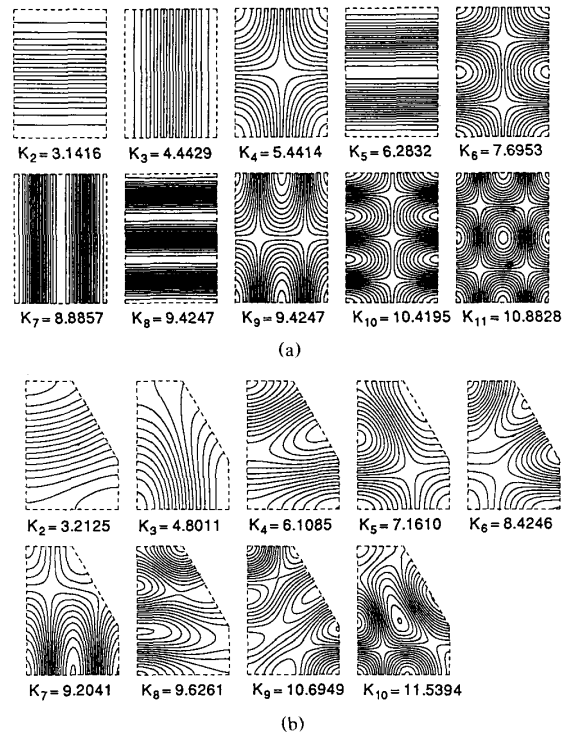 K2 = 3.1416 K3 = 4.4429 K4 = 5.4414 K5 = 6.2832 K6 = 7.6953
K7 = 8.8857 K8 = 9.4247 K9 = 9.4247 K10 = 10.4195 K11 = 10.8828
(a)
K2 = 3.2125 K3 = 4.8011 K4 = 6.1085 K5 = 7.1610 K6 = 8.4246
K7 = 9.2041 K8 = 9.6261 K9 = 10.6949 K10 = 11.5394
(b)